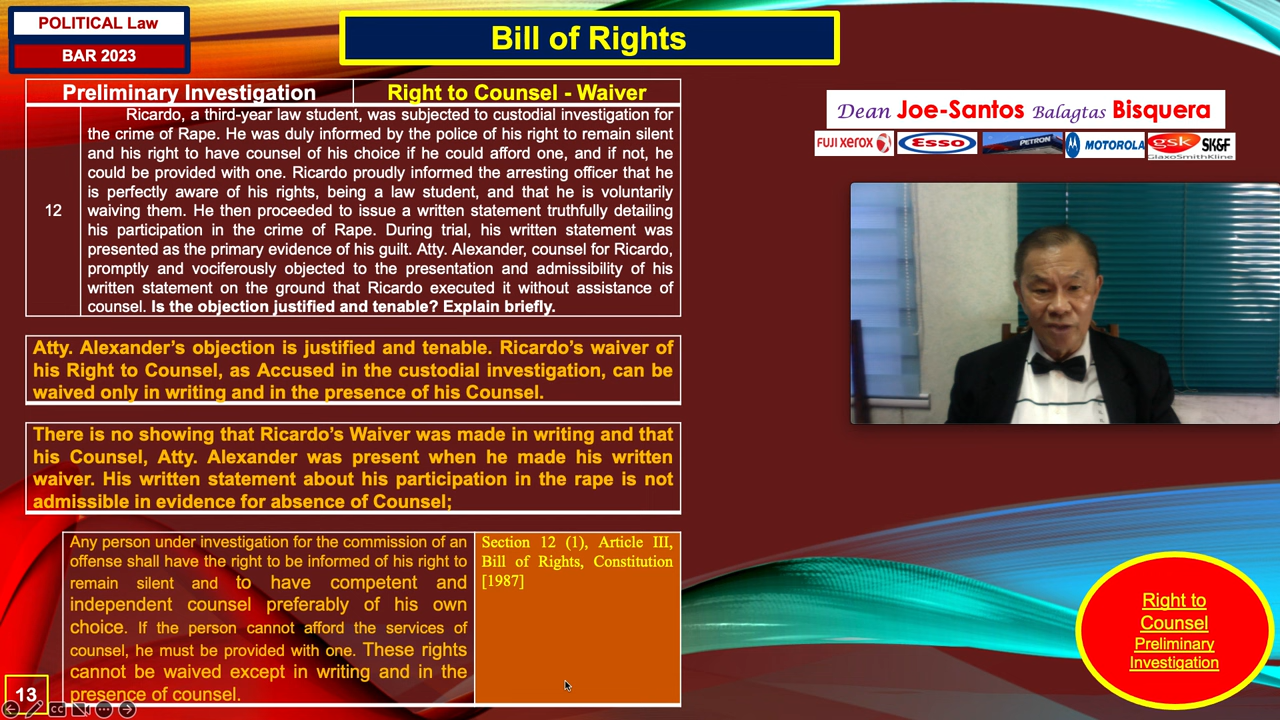 POLITICAL Law
BAR 2023
Bill of Rights
Preliminary Investigation
Right to Counsel - Waiver
12
Ricardo, a third-year law student, was subjected to custodial investigation for
the crime of Rape. He was duly informed by the police of his right to remain silent
and his right to have counsel of his choice if he could afford one, and if not, he
could be provided with one. Ricardo proudly informed the arresting officer that he
is perfectly aware of his rights, being a law student, and that he is voluntarily
waiving them. He then proceeded to issue a written statement truthfully detailing
his participation in the crime of Rape. During trial, his written statement was
presented as the primary evidence of his guilt. Atty. Alexander, counsel for Ricardo,
promptly and vociferously objected to the presentation and admissibility of his
written statement on the ground that Ricardo executed it without assistance of
counsel. Is the objection justified and tenable? Explain briefly.
Atty. Alexander's objection is justified and tenable. Ricardo's waiver of
his Right to Counsel, as Accused in the custodial investigation, can be
waived only in writing and in the presence of his Counsel.
There is no showing that Ricardo's Waiver was made in writing and that
his Counsel, Atty. Alexander was present when he made his written
waiver. His written statement about his participation in the rape is not
admissible in evidence for absence of Counsel;
Any person under investigation for the commission of an
offense shall have the right to be informed of his right to
remain silent and to have competent and
independent counsel preferably of his own
choice. If the person cannot afford the services of
counsel, he must be provided with one. These rights
cannot be waived except in writing and in the
presence of counsel.
Section 12 (1), Article III,
Bill of Rights, Constitution
[1987]
13
Dean Joe-Santos Balagtas Bisquera
FUJI XEROX
ESSO
PETRON
MOTOROLA
gsk SK&F
GlaxoSmithKline
Right to
Counsel
Preliminary
Investigation
CC